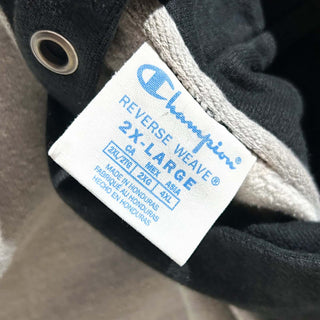 Champion
REVERSE WEAVE®
2X-LARGE
CA MEX ASIA
2XL/2TG 2XG 4XL
MADE IN HONDURAS
FABRIQUÉ AU HONDURAS
HECHO EN HONDURAS